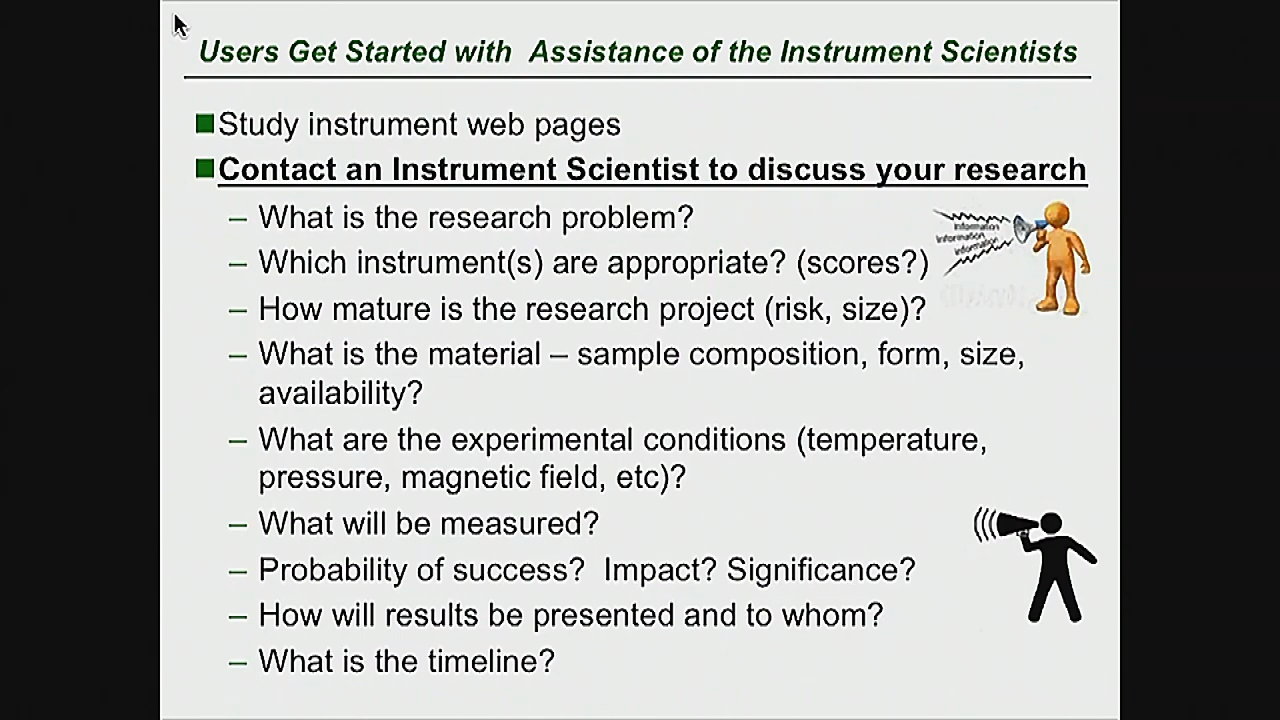 Users Get Started with  Assistance of the Instrument Scientists
Study instrument web pages
Contact an Instrument Scientist to discuss your research
– What is the research problem?
– Which instrument(s) are appropriate? (scores?)
– How mature is the research project (risk, size)?
– What is the material – sample composition, form, size,
availability?
– What are the experimental conditions (temperature,
pressure, magnetic field, etc)?
– What will be measured?
– Probability of success?  Impact? Significance?
– How will results be presented and to whom?
– What is the timeline?
Information
Information
Information